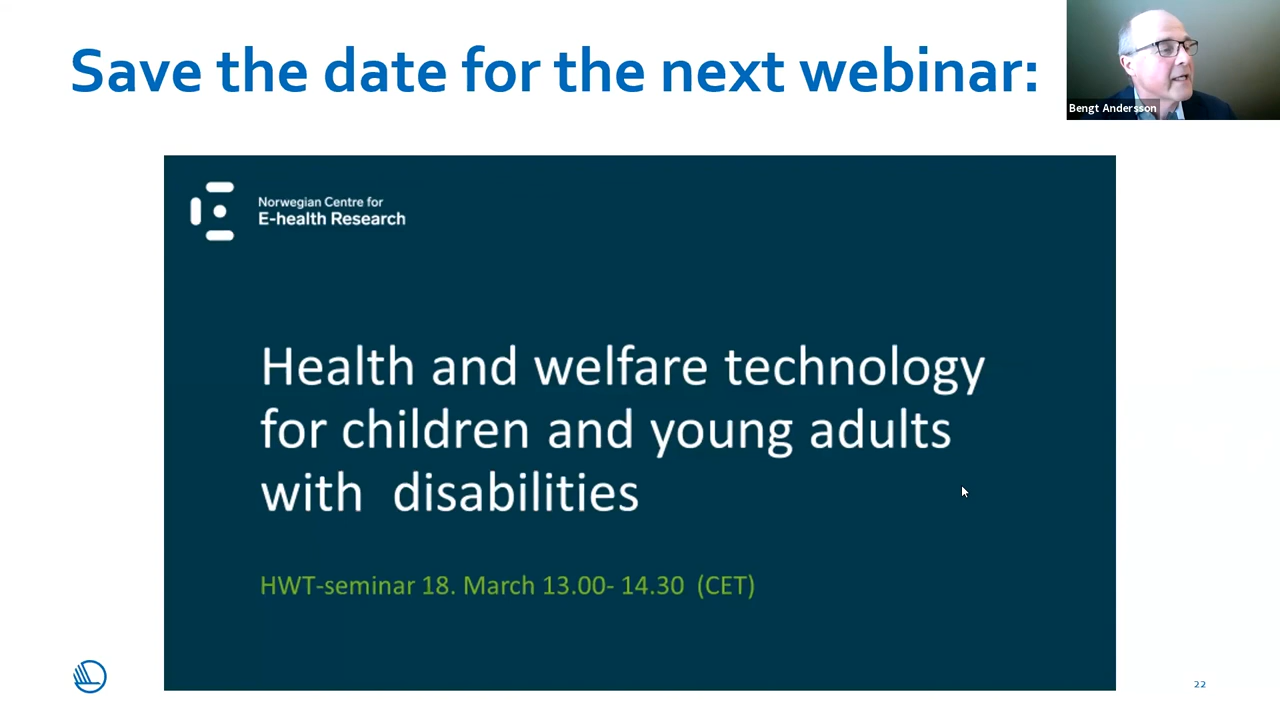 Save the date for the next webinar:
Bengt Andersson
Norwegian Centre for
E-health Research
Health and welfare technology
for children and young adults
with  disabilities
HWT-seminar 18. March 13.00- 14.30  (CET)
22